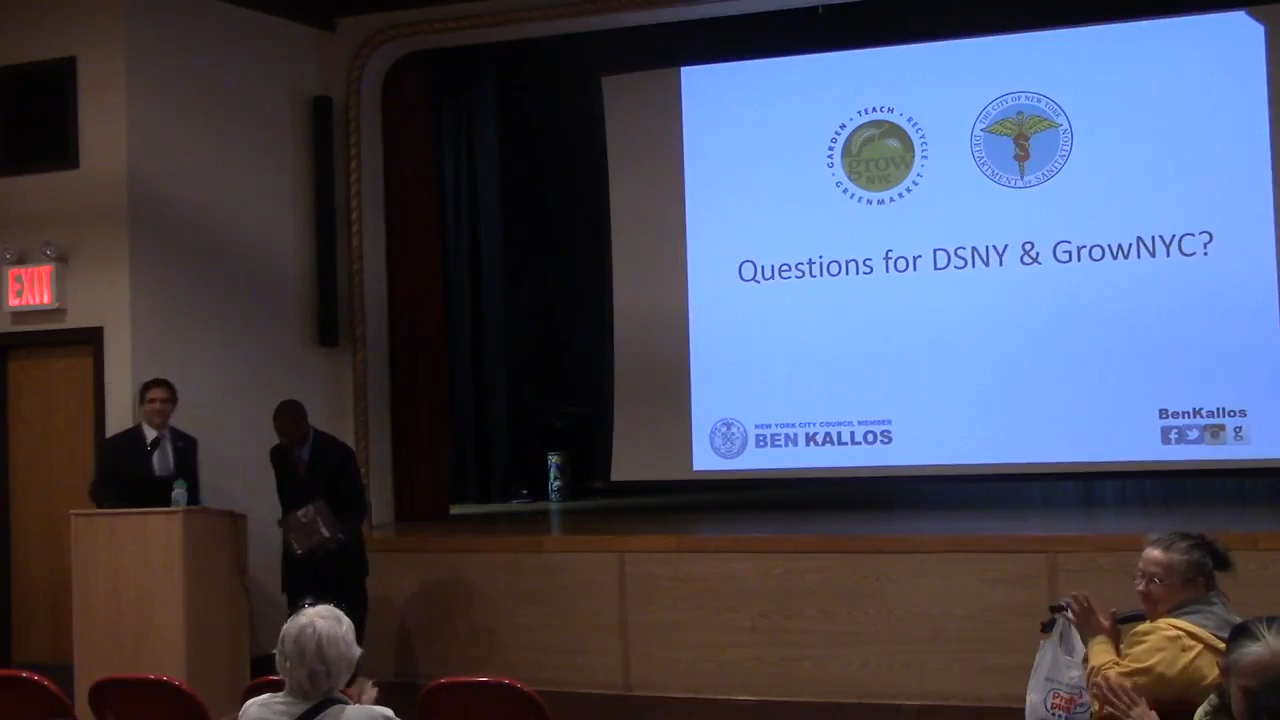 GARDEN • TEACH • RECYCLE • GREENMARKET •
grow
NYC
THE CITY OF NEW YORK
DEPARTMENT OF SANITATION
Questions for DSNY & GrowNYC?
NEW YORK CITY COUNCIL MEMBER
BEN KALLOS
BenKallos
f
g
EXIT